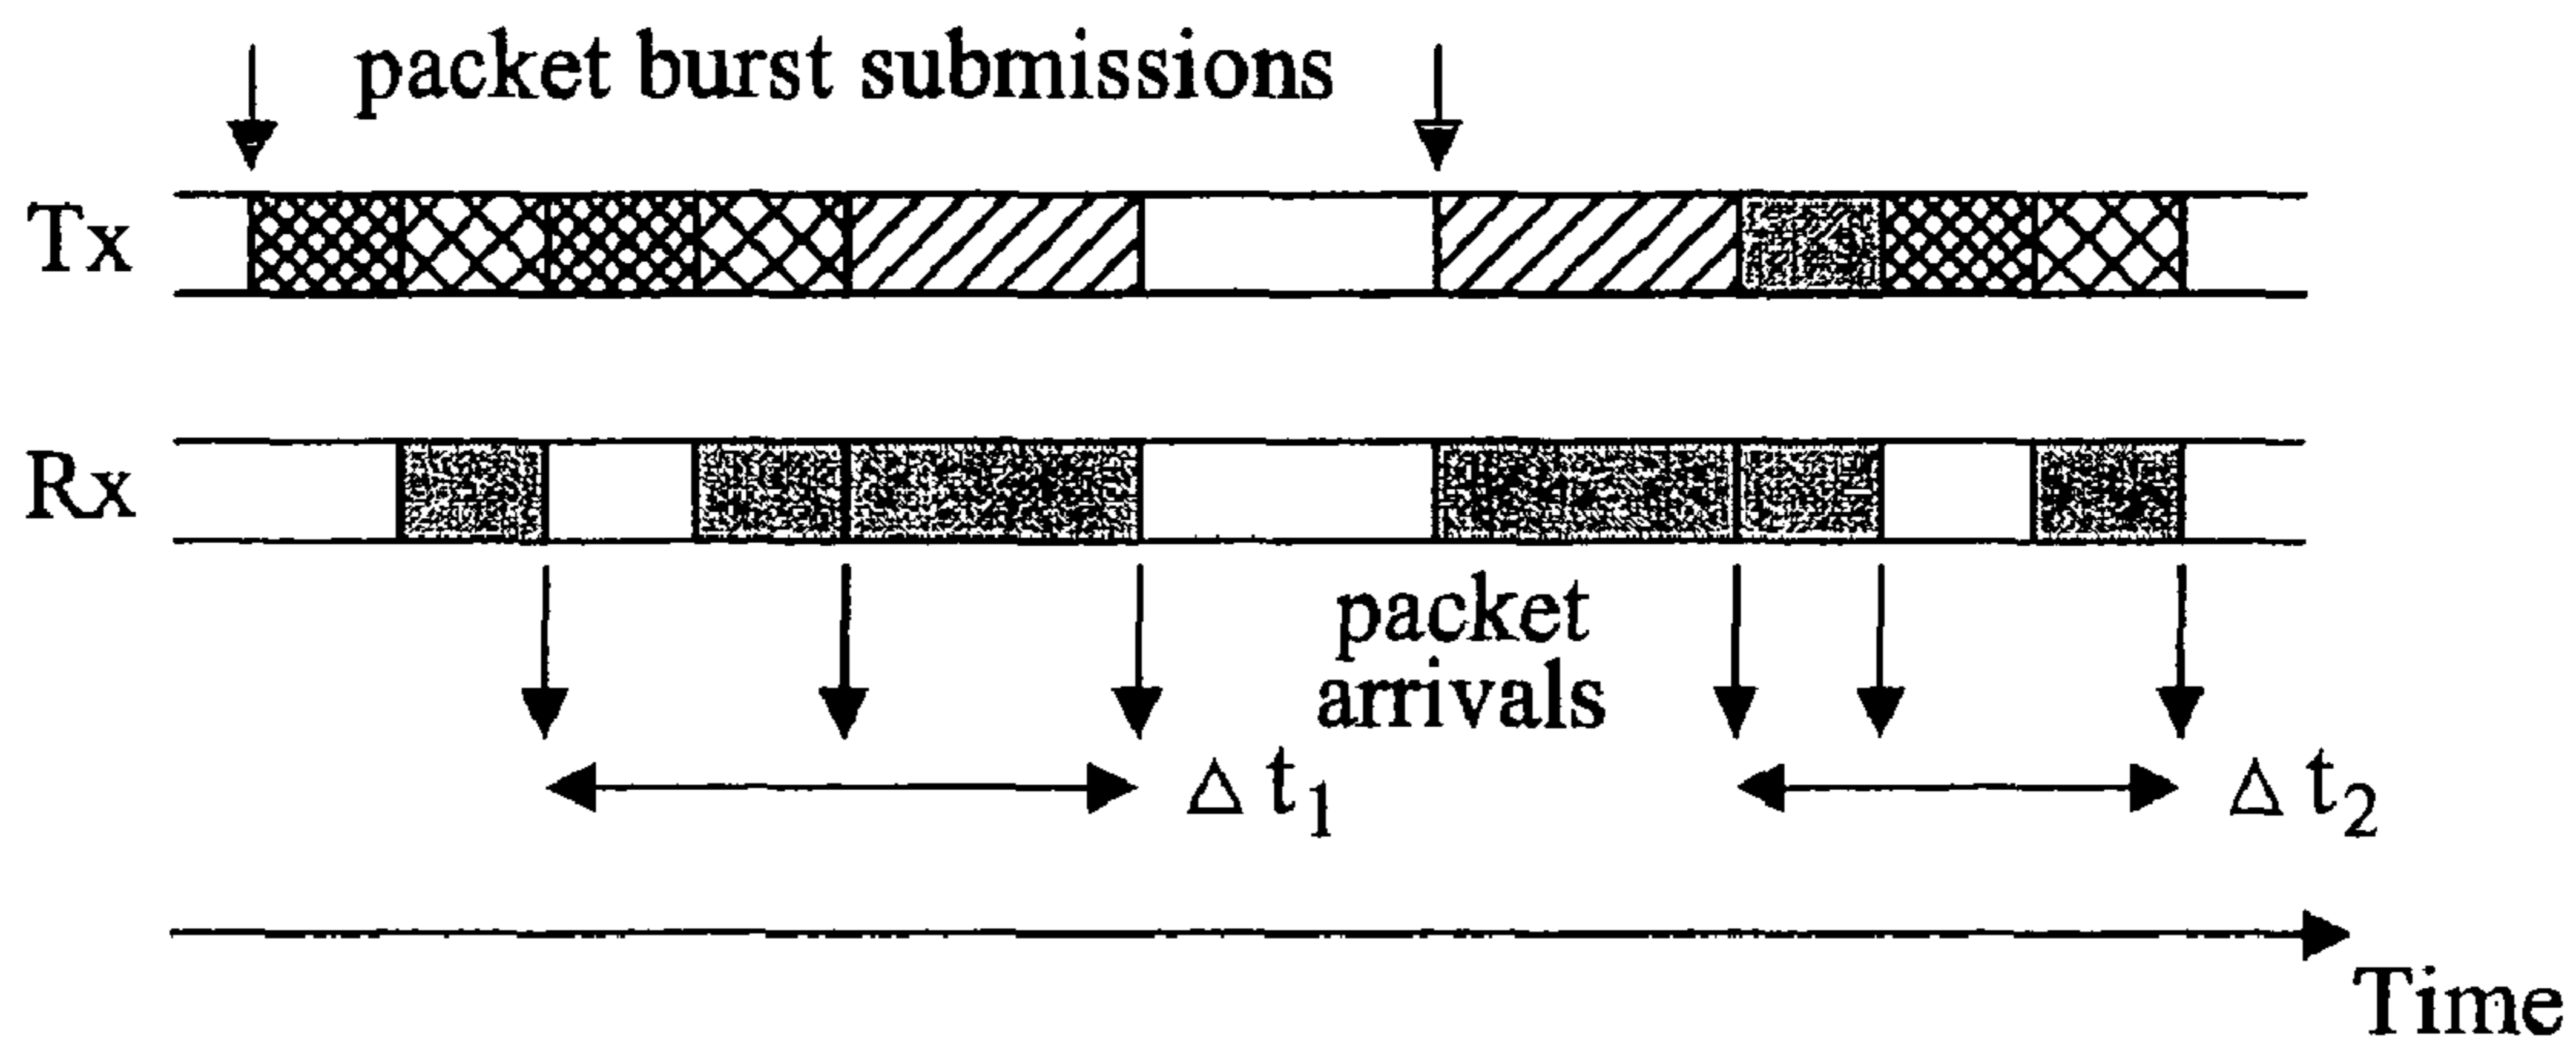 packet burst submissions
Tx
Rx
packet
arrivals
Δ t₁
Δ t₂
Time